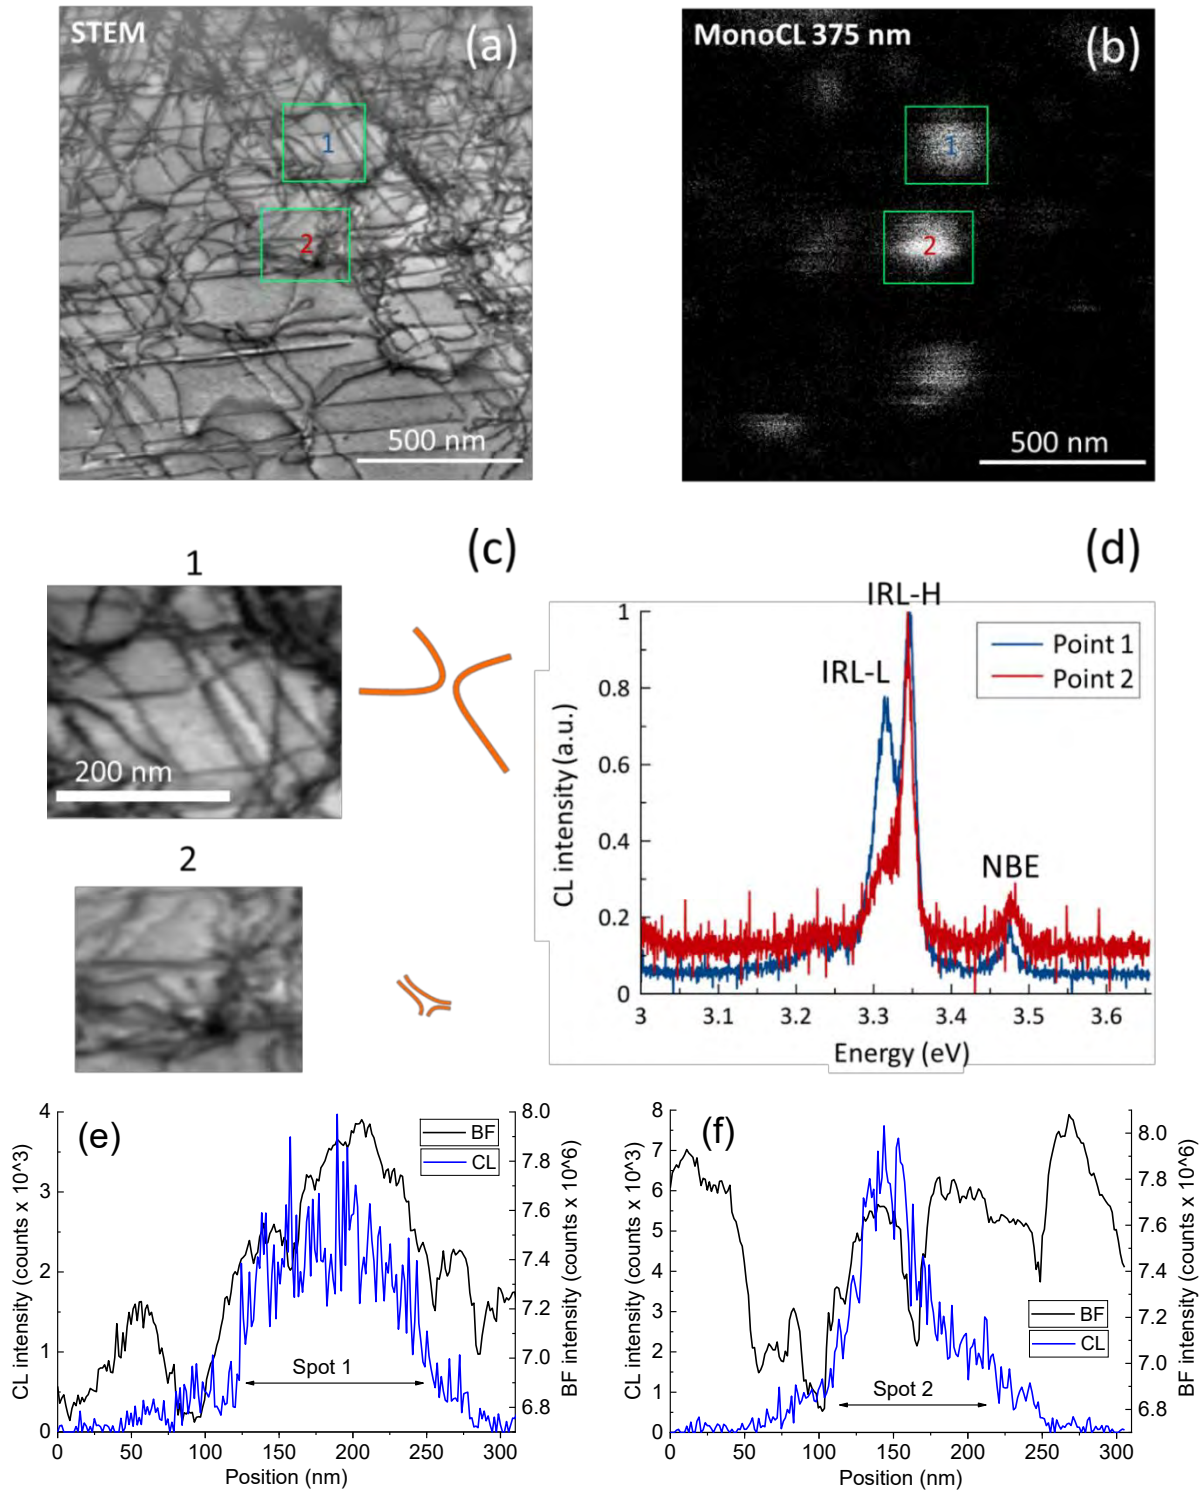 STEM
(a)
1
2
500 nm
MonoCL 375 nm
(b)
1
2
500 nm
(c)
1
200 nm
2
(d)
IRL-H
IRL-L
NBE
Point 1
Point 2
CL intensity (a.u.)
1
0.8
0.6
0.4
0.2
0
3
3.1
3.2
3.3
3.4
3.5
3.6
Energy (eV)
(e)
BF
CL
Spot 1
CL intensity (counts x 10^3)
4
3
2
1
0
BF intensity (counts x 10^6)
8.0
7.8
7.6
7.4
7.2
7.0
6.8
0
50
100
150
200
250
300
Position (nm)
(f)
BF
CL
Spot 2
CL intensity (counts x 10^3)
8
7
6
5
4
3
2
1
0
BF intensity (counts x 10^6)
8.0
7.8
7.6
7.4
7.2
7.0
6.8
0
50
100
150
200
250
300
Position (nm)